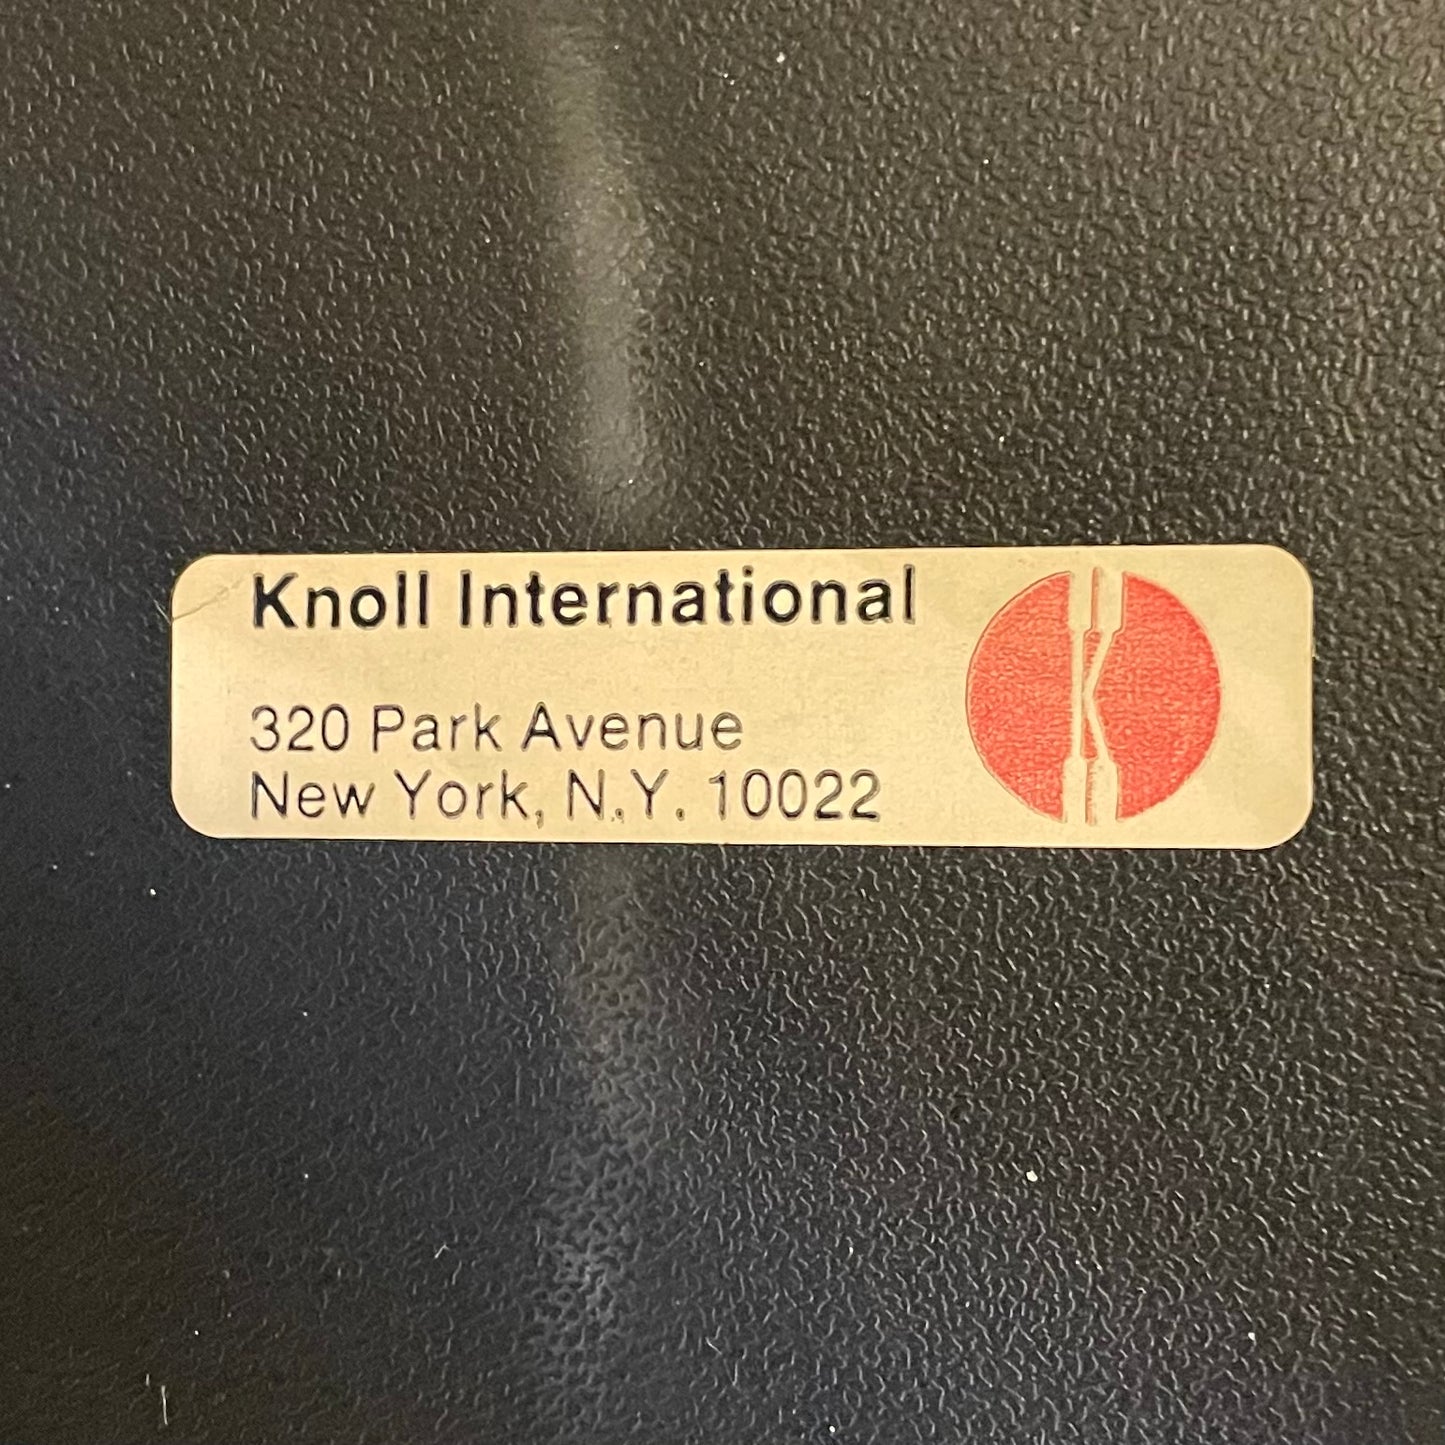 Knoll International
320 Park Avenue
New York, N.Y. 10022